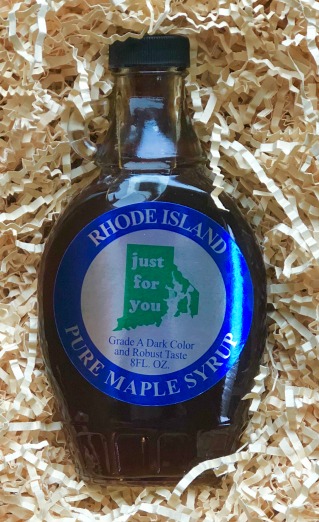 RHODE ISLAND
just
for
you
Grade A Dark Color
and Robust Taste
8FL. OZ.
PURE MAPLE SYRUP